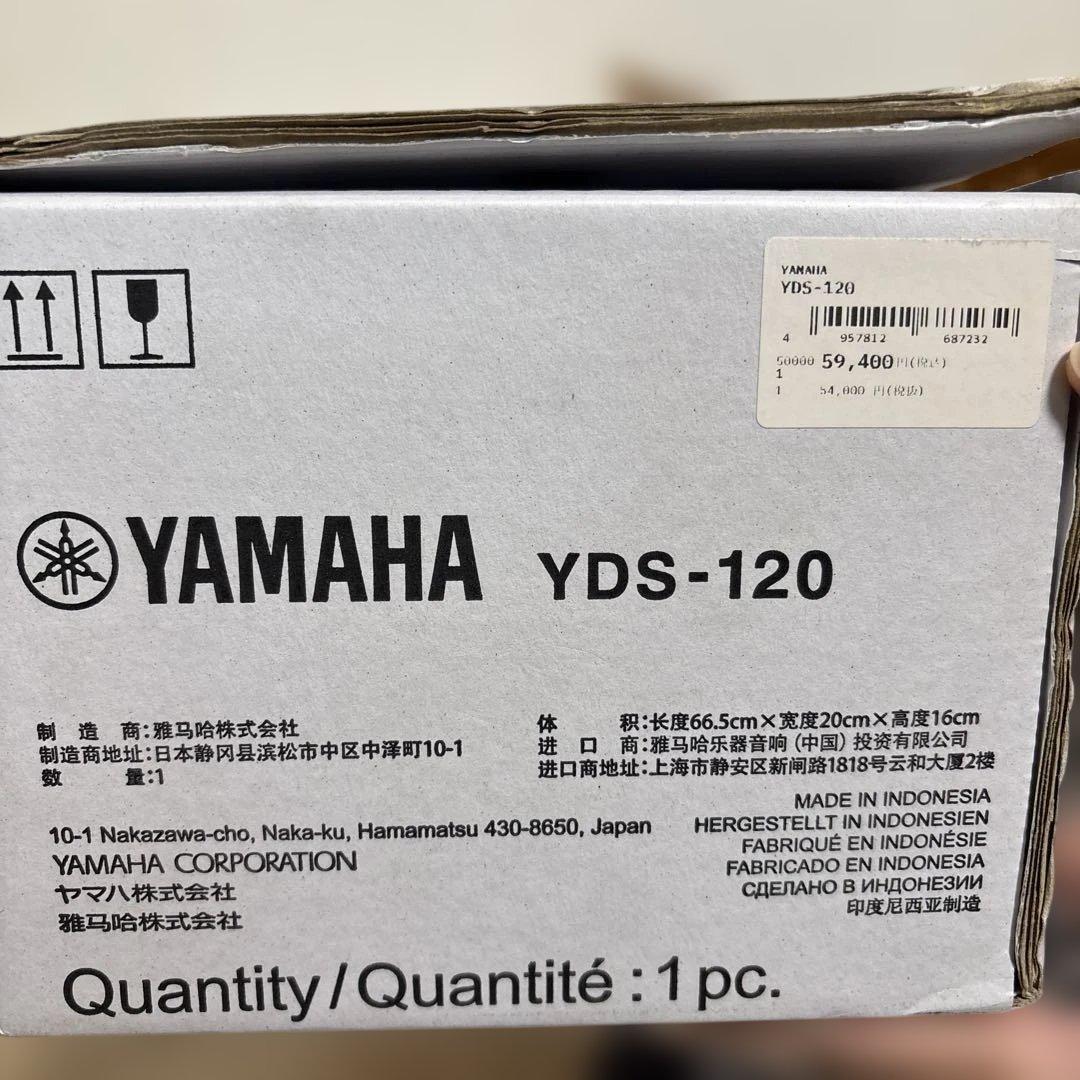 YAMAHA
YDS-120
4 957812 687232
50000 59,400円(税込)
1
1 54,000 円(税抜)
YAMAHA YDS-120
制造商:雅马哈株式会社
制造商地址:日本静冈县滨松市中区中泽町10-1
数量:1
体积:长度66.5cm×宽度20cm×高度16cm
进口商:雅马哈乐器音响(中国)投资有限公司
进口商地址:上海市静安区新闸路1818号云和大厦2楼
10-1 Nakazawa-cho, Naka-ku, Hamamatsu 430-8650, Japan
YAMAHA CORPORATION
ヤマハ株式会社
雅马哈株式会社
MADE IN INDONESIA
HERGESTELLT IN INDONESIEN
FABRIQUÉ EN INDONÉSIE
FABRICADO EN INDONESIA
СДЕЛАНО В ИНДОНЕЗИИ
印度尼西亚制造
Quantity/Quantité:1pc.